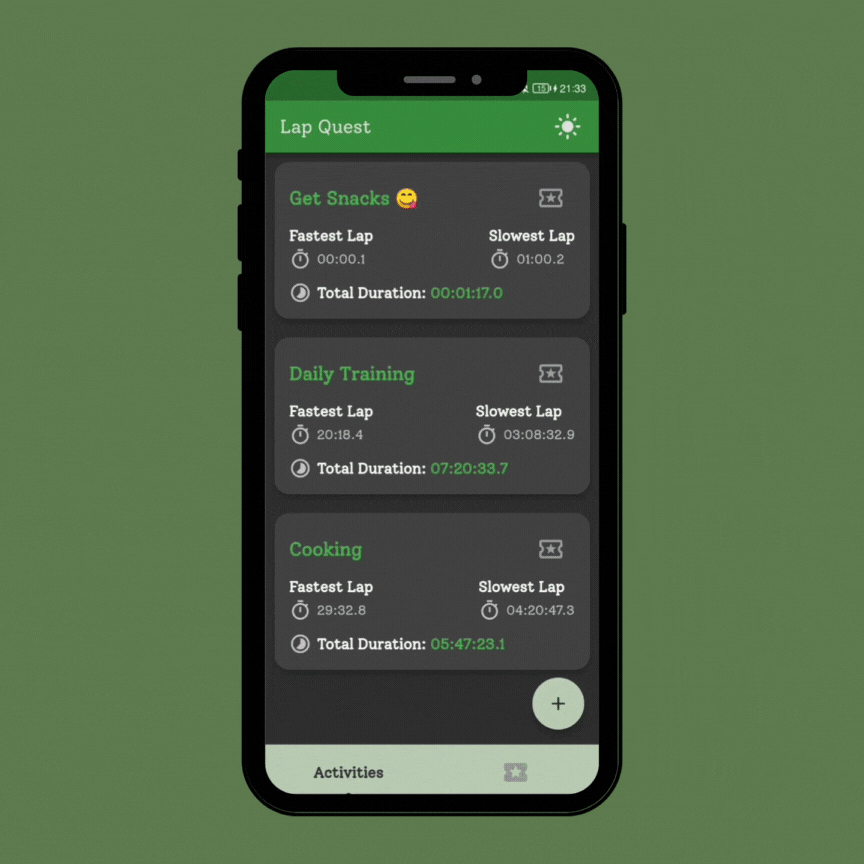 15 21:33
Lap Quest
Get Snacks 😋
Fastest Lap Slowest Lap
00:00.1 01:00.2
Total Duration: 00:01:17.0
Daily Training
Fastest Lap Slowest Lap
20:18.4 03:08:32.9
Total Duration: 07:20:33.7
Cooking
Fastest Lap Slowest Lap
29:32.8 04:20:47.3
Total Duration: 05:47:23.1
+
Activities